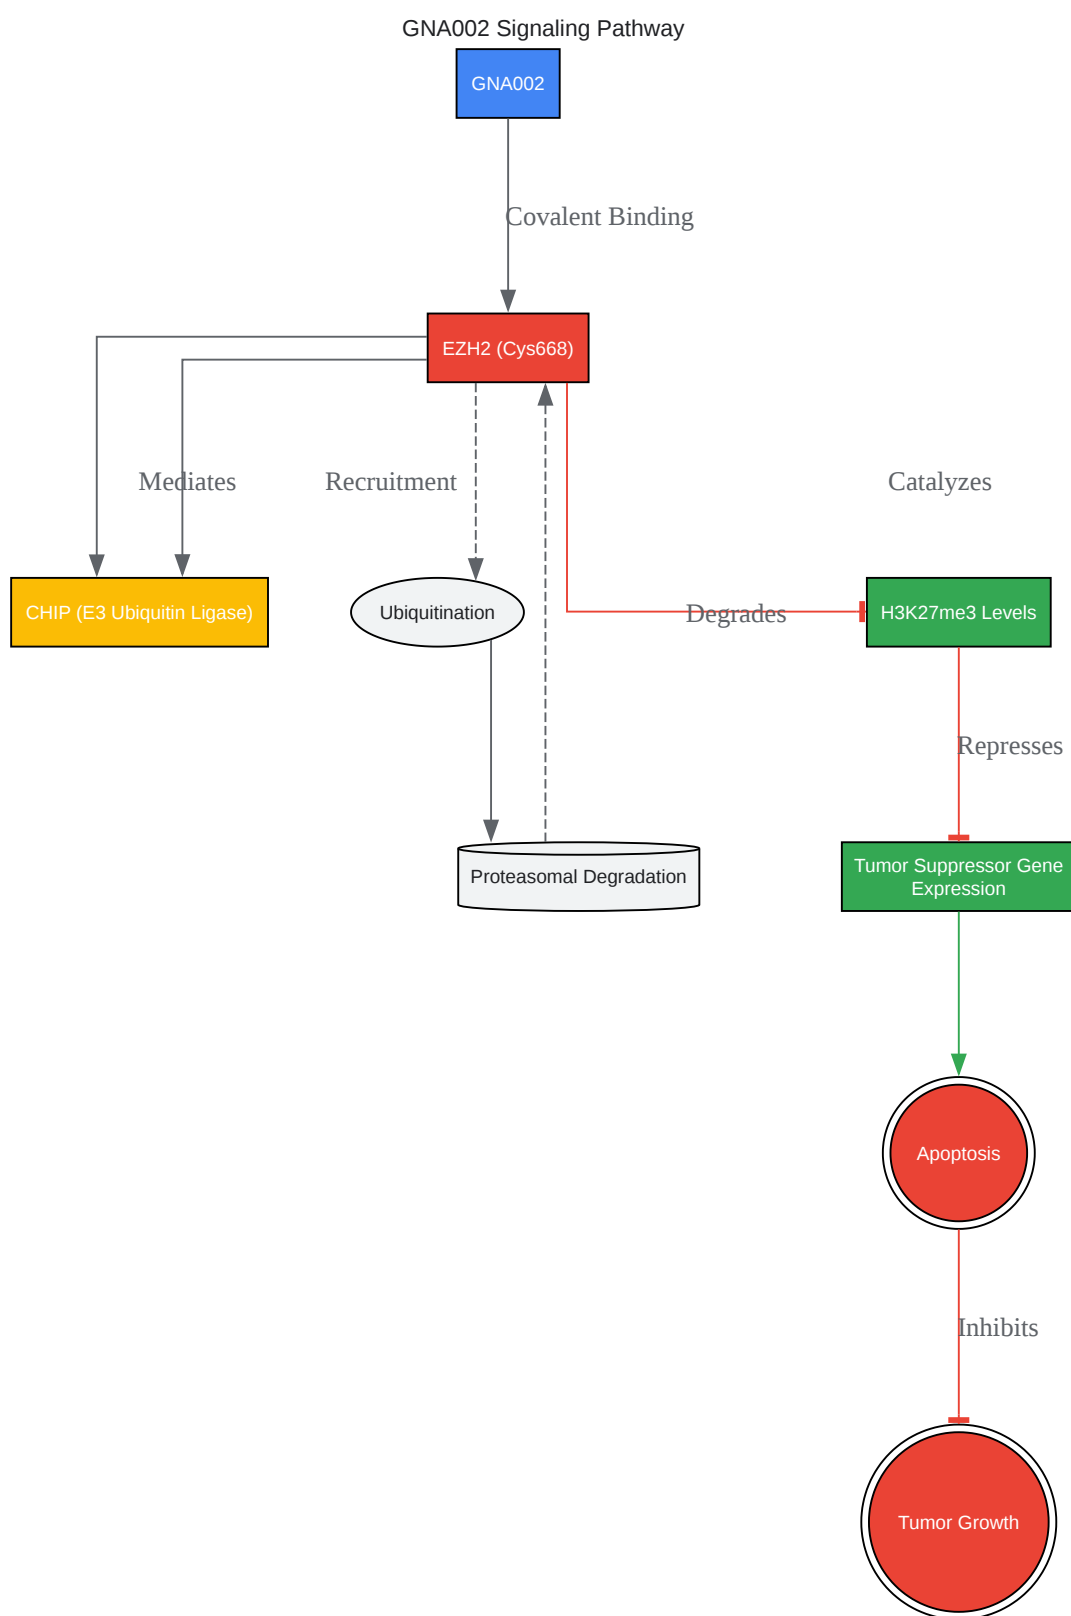 GNA002 Signaling Pathway
GNA002
Covalent Binding
EZH2 (Cys668)
Mediates
Recruitment
Catalyzes
CHIP (E3 Ubiquitin Ligase)
Ubiquitination
Degrades
H3K27me3 Levels
Represses
Proteasomal Degradation
Tumor Suppressor Gene
Expression
Apoptosis
Inhibits
Tumor Growth